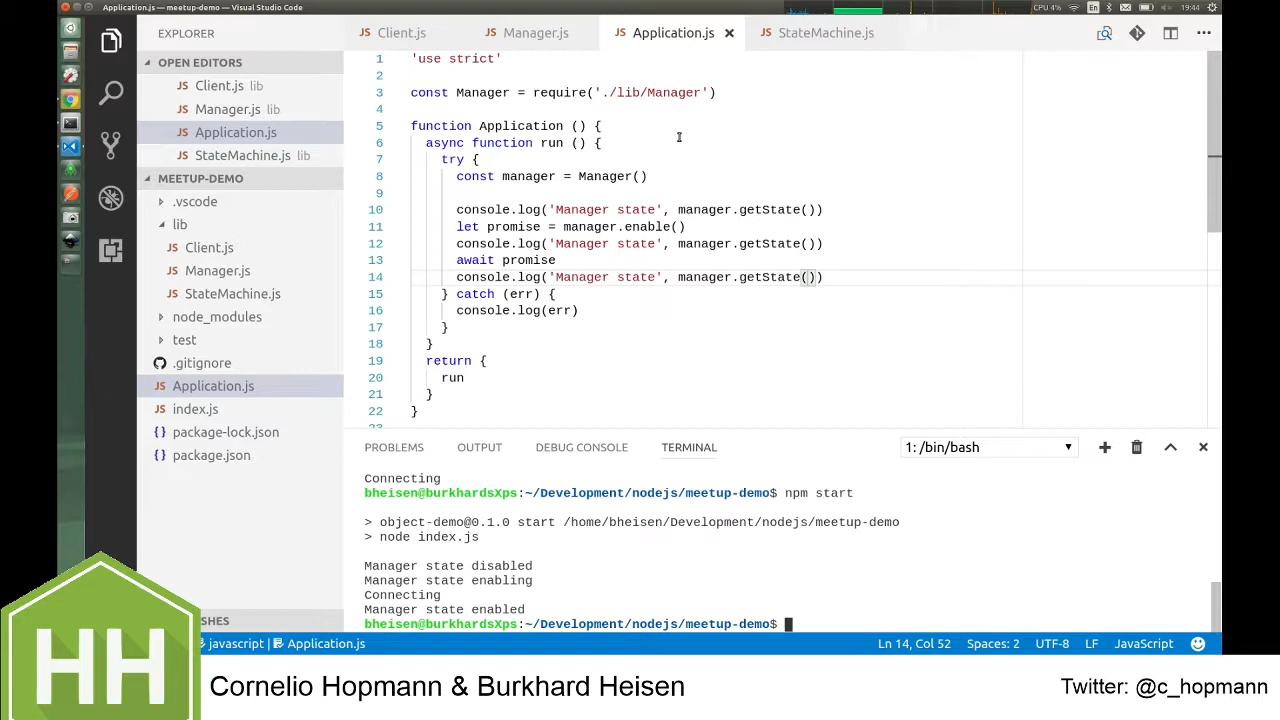 Application.js - meetup-demo - Visual Studio Code
CPU 4% En 19:44
EXPLORER
JS Client.js
JS Manager.js
JS Application.js
JS StateMachine.js
OPEN EDITORS
JS Client.js lib
JS Manager.js lib
JS Application.js
JS StateMachine.js lib
MEETUP-DEMO
.vscode
lib
JS Client.js
JS Manager.js
JS StateMachine.js
node_modules
test
.gitignore
JS Application.js
JS index.js
{} package-lock.json
{} package.json
SHES
1 'use strict'
2
3 const Manager = require('./lib/Manager')
4
5 function Application () {
6 async function run () {
7 try {
8 const manager = Manager()
9
10 console.log('Manager state', manager.getState())
11 let promise = manager.enable()
12 console.log('Manager state', manager.getState())
13 await promise
14 console.log('Manager state', manager.getState())
15 } catch (err) {
16 console.log(err)
17 }
18 }
19 return {
20 run
21 }
22 }
23
PROBLEMS OUTPUT DEBUG CONSOLE TERMINAL 1: /bin/bash
Connecting
bheisen@burkhardsXps:~/Development/nodejs/meetup-demo$ npm start
> object-demo@0.1.0 start /home/bheisen/Development/nodejs/meetup-demo
> node index.js
Manager state disabled
Manager state enabling
Connecting
Manager state enabled
bheisen@burkhardsXps:~/Development/nodejs/meetup-demo$
javascript | Application.js Ln 14, Col 52 Spaces: 2 UTF-8 LF JavaScript
HH
Cornelio Hopmann & Burkhard Heisen
Twitter: @c_hopmann